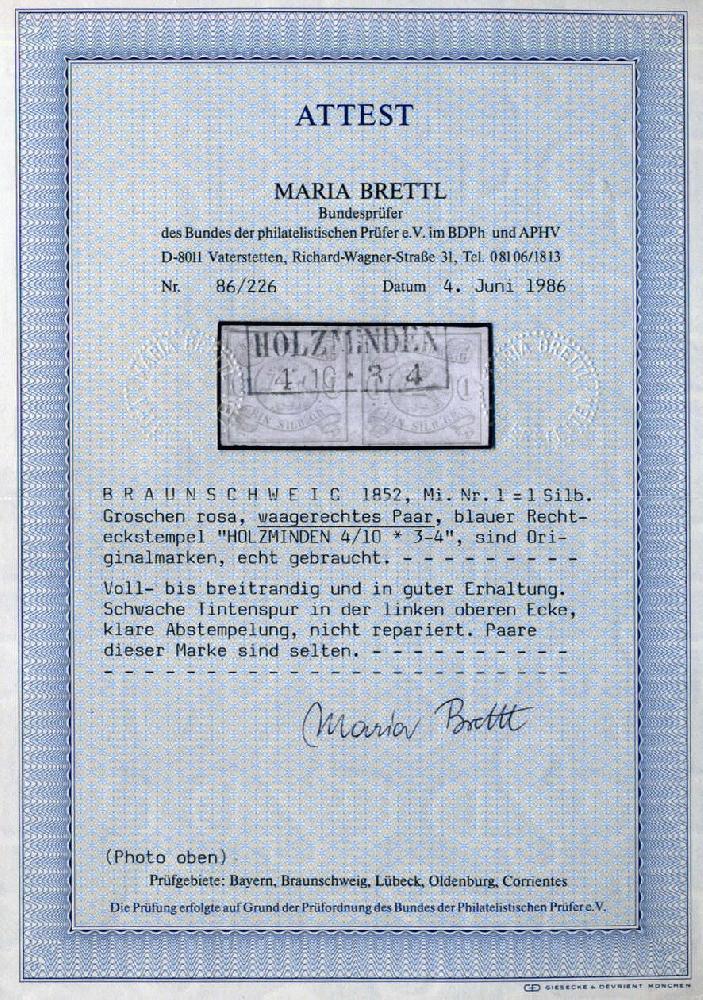 ATTEST
MARIA BRETTL
Bundesprüfer
des Bundes der philatelistischen Prüfer e.V. im BDPh und APHV
D-8011 Vaterstetten, Richard-Wagner-Straße 31, Tel. 08106/1813
Nr. 86/226 Datum 4. Juni 1986
HOLZMINDEN
4 10 * 3 4
BRAUNSCHWEIG 1852, Mi. Nr. 1 = 1 Silb.
Groschen rosa, waagerechtes Paar, blauer Recht-
eckstempel "HOLZMINDEN 4/10 * 3-4", sind Ori-
ginalmarken, echt gebraucht. - - - - - - - - -
Voll- bis breitrandig und in guter Erhaltung.
Schwache Tintenspur in der linken oberen Ecke,
klare Abstempelung, nicht repariert. Paare
dieser Marke sind selten. - - - - - - - - - -
- - - - - - - - - - - - - - - - - - - - - - -
Maria Brettl
(Photo oben)
Prüfgebiete: Bayern, Braunschweig, Lübeck, Oldenburg, Corrientes
Die Prüfung erfolgte auf Grund der Prüfordnung des Bundes der Philatelistischen Prüfer e.V.
GIESECKE & DEVRIENT MÜNCHEN